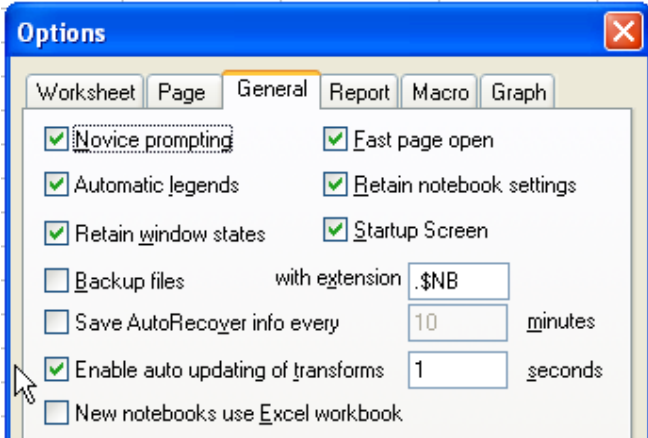 Options
Worksheet Page General Report Macro Graph
Novice prompting Fast page open
Automatic legends Retain notebook settings
Retain window states Startup Screen
Backup files with extension .$NB
Save AutoRecover info every 10 minutes
Enable auto updating of transforms 1 seconds
New notebooks use Excel workbook